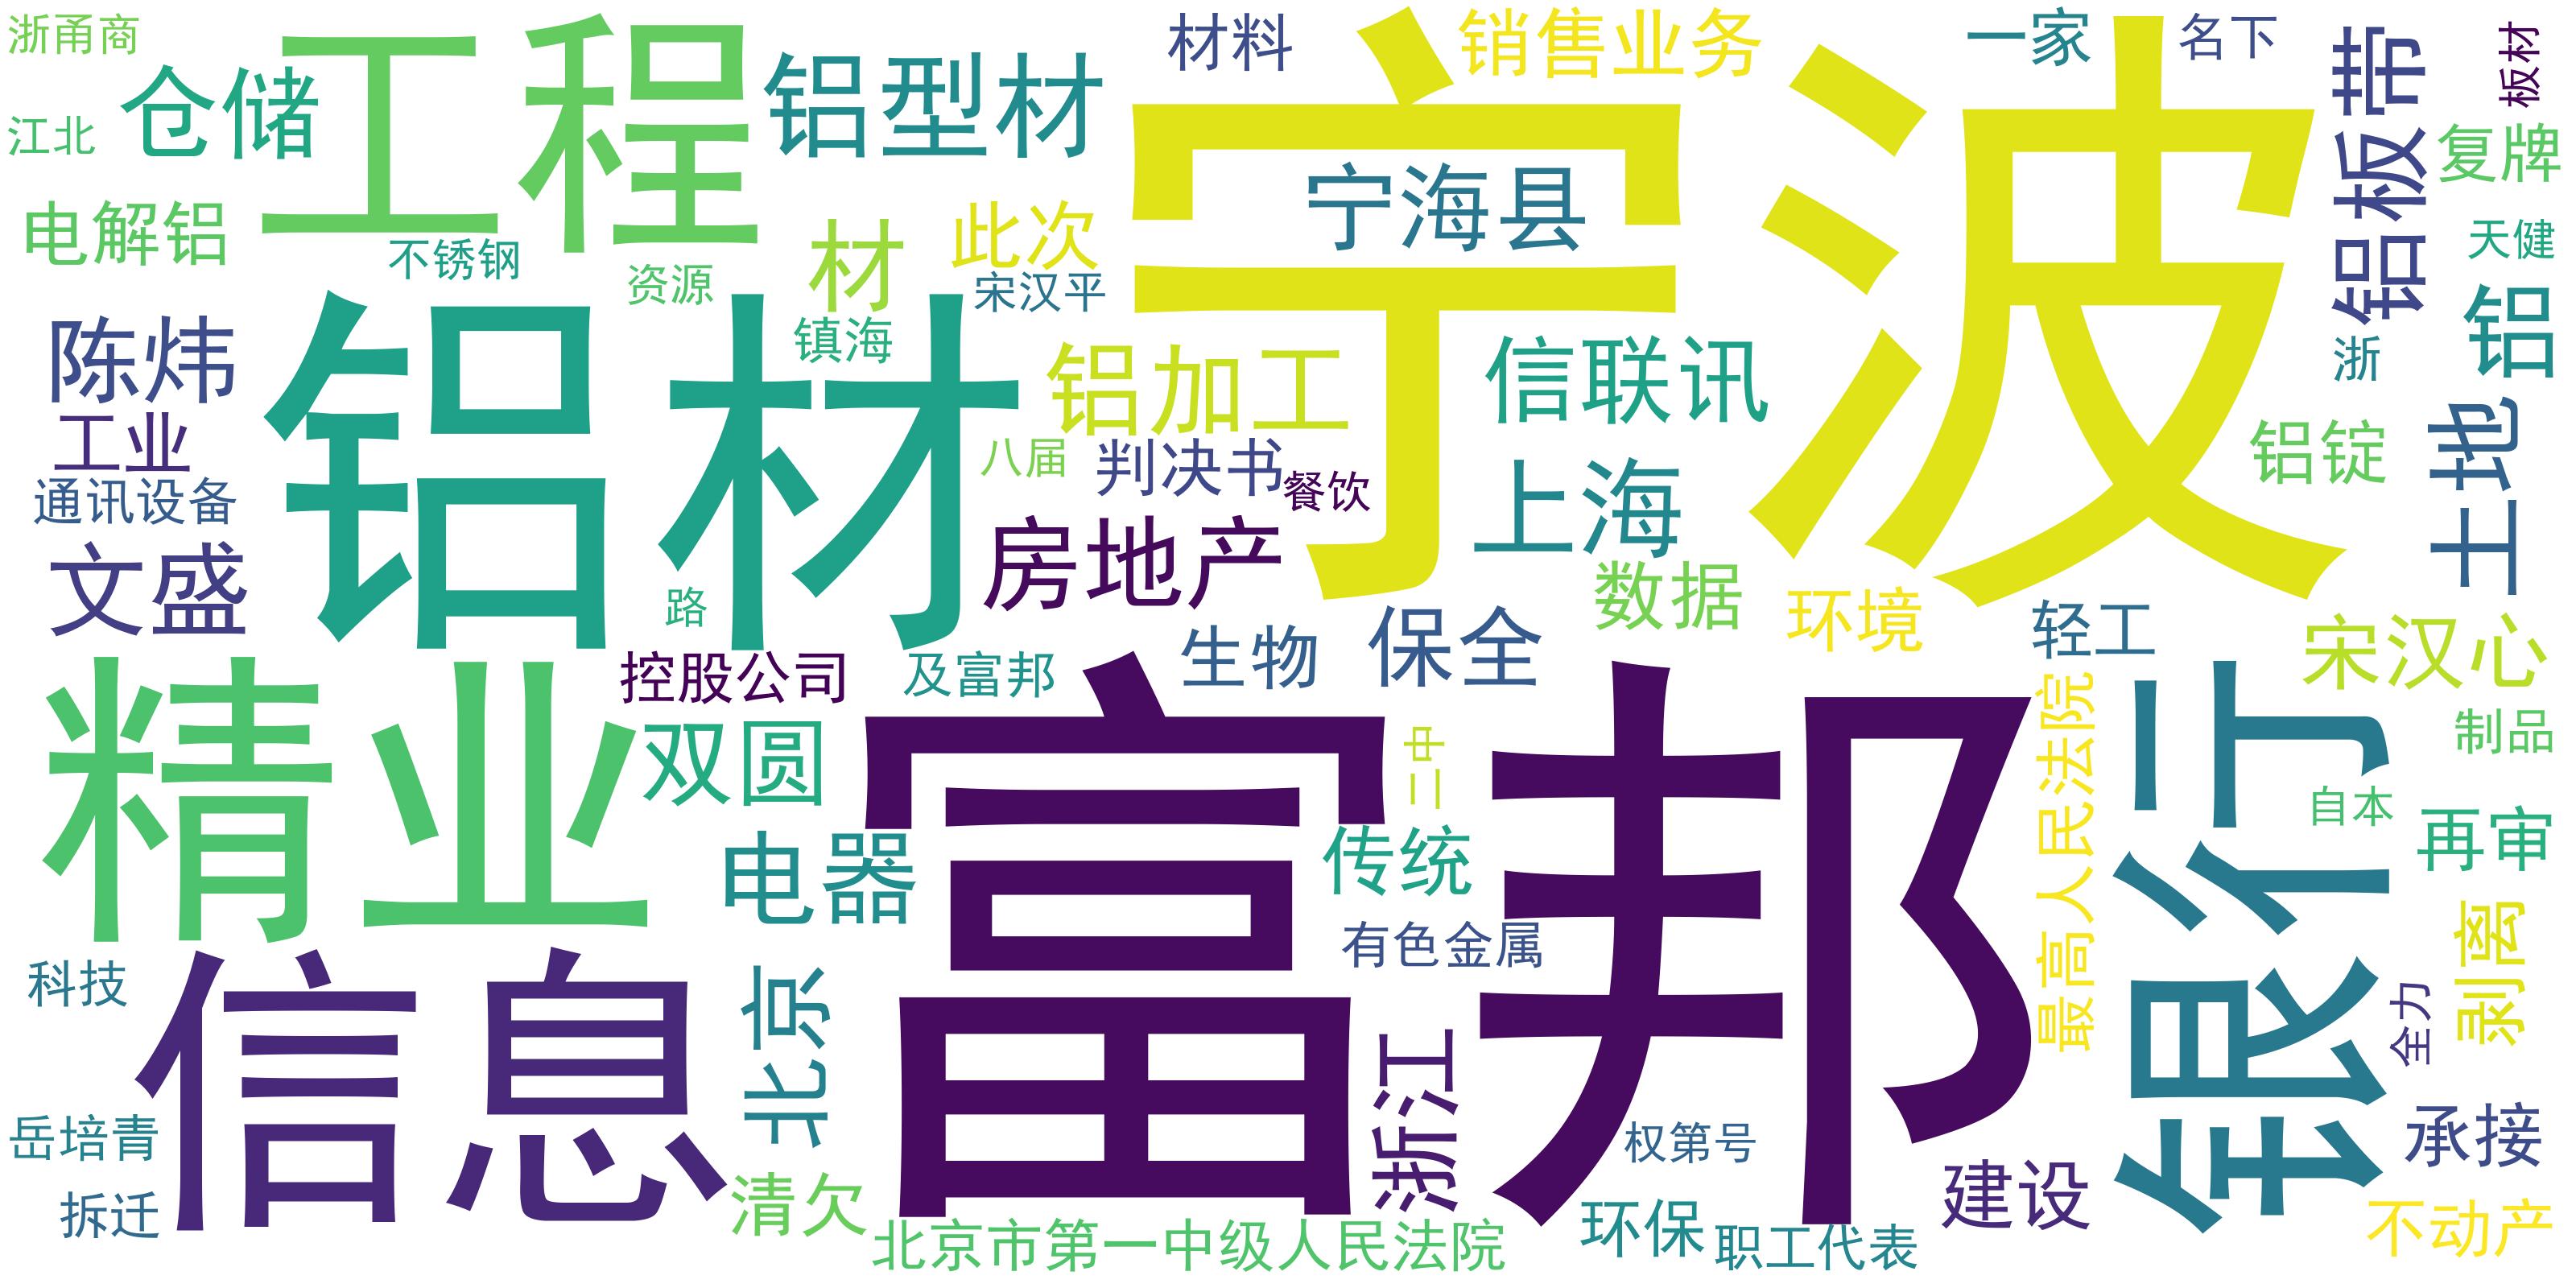 浙甬商
工程
铝型材
材料
宁波
销售业务
一家
名下
铝板带
板材
仓储
江北
宁海县
复牌
电解铝
不锈钢
资源
材
此次
宋汉平
天健
铝
陈炜
铝材
镇海
铝加工
信联讯
浙
工业
八届
判决书
餐饮
铝锭
土地
通讯设备
上海
文盛
房地产
路
数据
环境
保全
生物
轻工
宋汉心
控股公司
及富邦
精业
双圆
富邦
二中
最高人民法院
银行
制品
自本
电器
传统
再审
有色金属
剥离
科技
信息
北京
浙江
全力
岳培青
权第号
承接
拆迁
清欠
建设
北京市第一中级人民法院
环保
职工代表
不动产